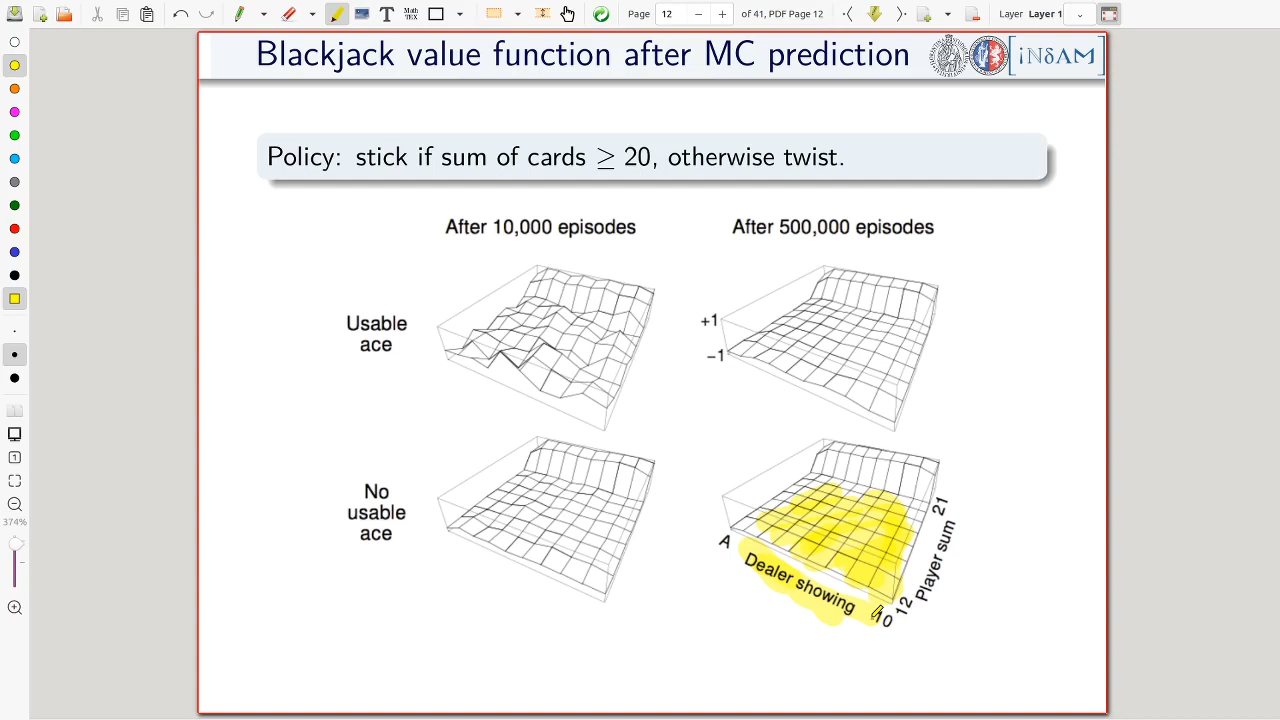 Math
TEX
Page 12 of 41, PDF Page 12
Layer Layer 1
Blackjack value function after MC prediction
iNδAM
Policy: stick if sum of cards ≥ 20, otherwise twist.
After 10,000 episodes
After 500,000 episodes
Usable
ace
+1
−1
No
usable
ace
A
Dealer showing
10
12
Player sum
21
374%